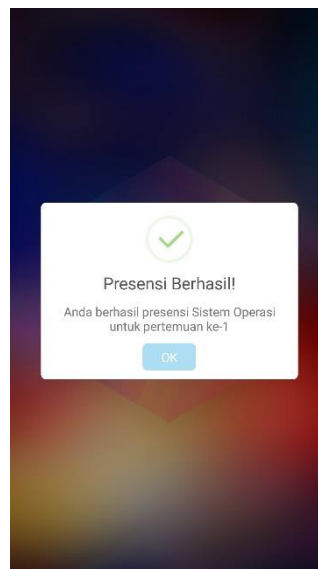 Presensi Berhasil!
Anda berhasil presensi Sistem Operasi
untuk pertemuan ke-1
OK